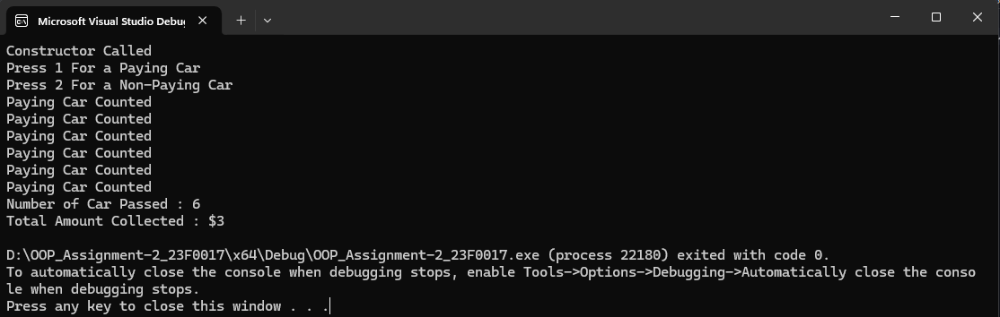 Microsoft Visual Studio Debu
Constructor Called
Press 1 For a Paying Car
Press 2 For a Non-Paying Car
Paying Car Counted
Paying Car Counted
Paying Car Counted
Paying Car Counted
Paying Car Counted
Paying Car Counted
Number of Car Passed : 6
Total Amount Collected : $3
D:\OOP_Assignment-2_23F0017\x64\Debug\OOP_Assignment-2_23F0017.exe (process 22180) exited with code 0.
To automatically close the console when debugging stops, enable Tools->Options->Debugging->Automatically close the conso
le when debugging stops.
Press any key to close this window . . .